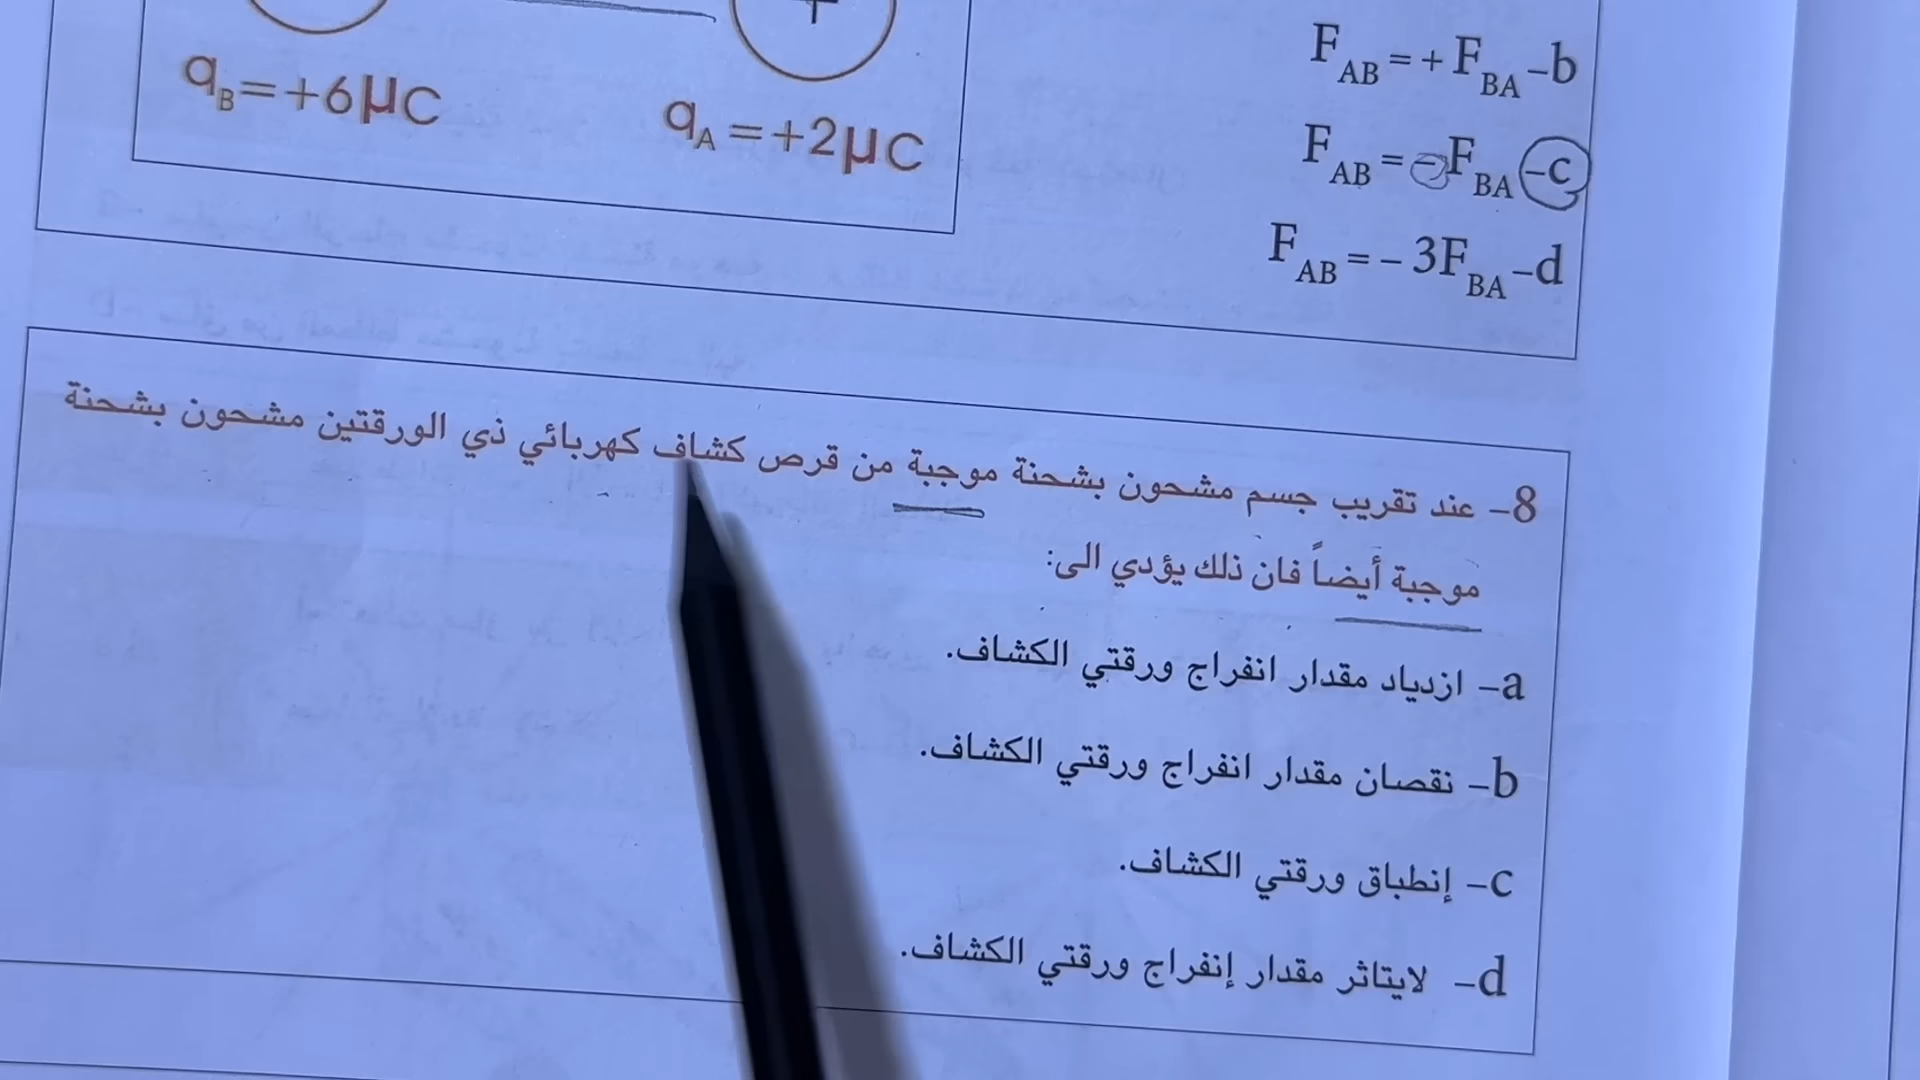 F_AB = + F_BA –b
F_AB = – F_BA –c
F_AB = – 3F_BA –d
q_B = +6μC
q_A = +2μC
8– عند تقريب جسم مشحون بشحنة موجبة من قرص كشاف كهربائي ذي الورقتين مشحون بشحنة
موجبة أيضاً فان ذلك يؤدي الى:
a– ازدياد مقدار انفراج ورقتي الكشاف.
b– نقصان مقدار انفراج ورقتي الكشاف.
c– إنطباق ورقتي الكشاف.
d– لايتاثر مقدار إنفراج ورقتي الكشاف.